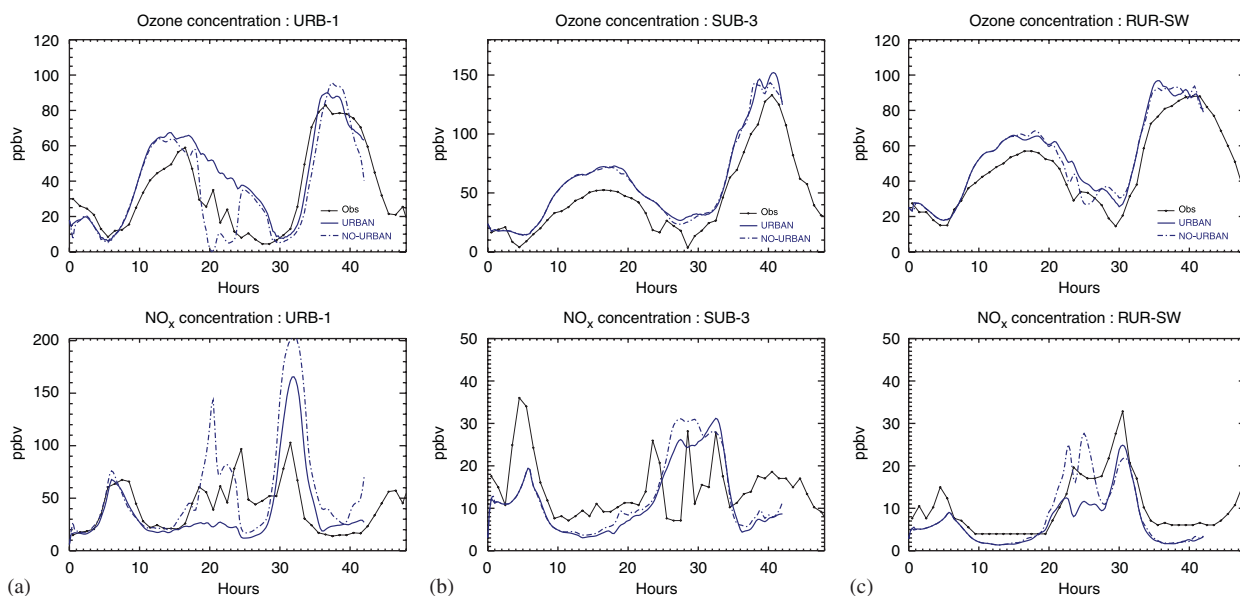 Ozone concentration : URB-1
120
100
80
60
40
20
0
ppbv
0 10 20 30 40
Hours
Obs
URBAN
NO-URBAN
Ozone concentration : SUB-3
150
100
50
0
ppbv
0 10 20 30 40
Hours
Obs
URBAN
NO-URBAN
Ozone concentration : RUR-SW
120
100
80
60
40
20
0
ppbv
0 10 20 30 40
Hours
Obs
URBAN
NO-URBAN
NOx concentration : URB-1
200
150
100
50
0
ppbv
0 10 20 30 40
Hours
(a)
NOx concentration : SUB-3
50
40
30
20
10
0
ppbv
0 10 20 30 40
Hours
(b)
NOx concentration : RUR-SW
50
40
30
20
10
0
ppbv
0 10 20 30 40
Hours
(c)